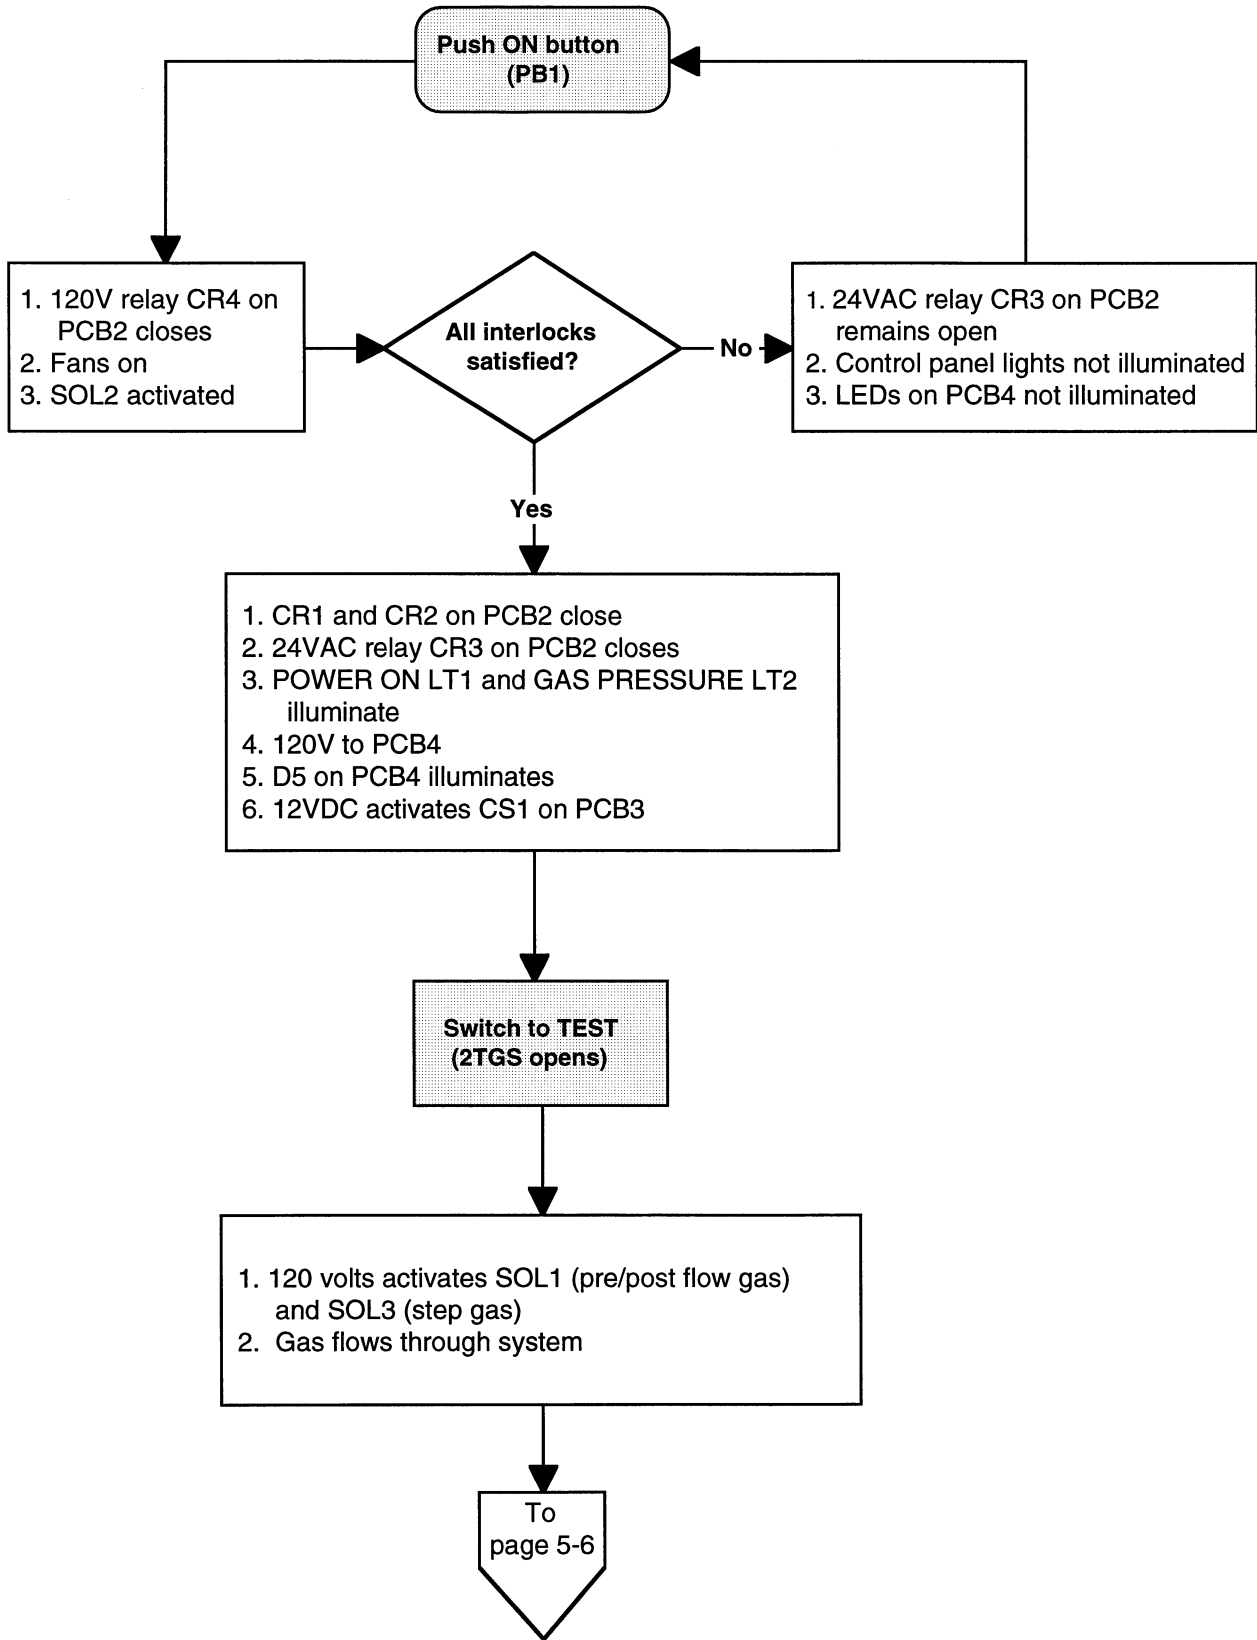 Push ON button
(PB1)
1. 120V relay CR4 on
PCB2 closes
2. Fans on
3. SOL2 activated
All interlocks
satisfied?
No
1. 24VAC relay CR3 on PCB2
remains open
2. Control panel lights not illuminated
3. LEDs on PCB4 not illuminated
Yes
1. CR1 and CR2 on PCB2 close
2. 24VAC relay CR3 on PCB2 closes
3. POWER ON LT1 and GAS PRESSURE LT2
illuminate
4. 120V to PCB4
5. D5 on PCB4 illuminates
6. 12VDC activates CS1 on PCB3
Switch to TEST
(2TGS opens)
1. 120 volts activates SOL1 (pre/post flow gas)
and SOL3 (step gas)
2. Gas flows through system
To
page 5-6